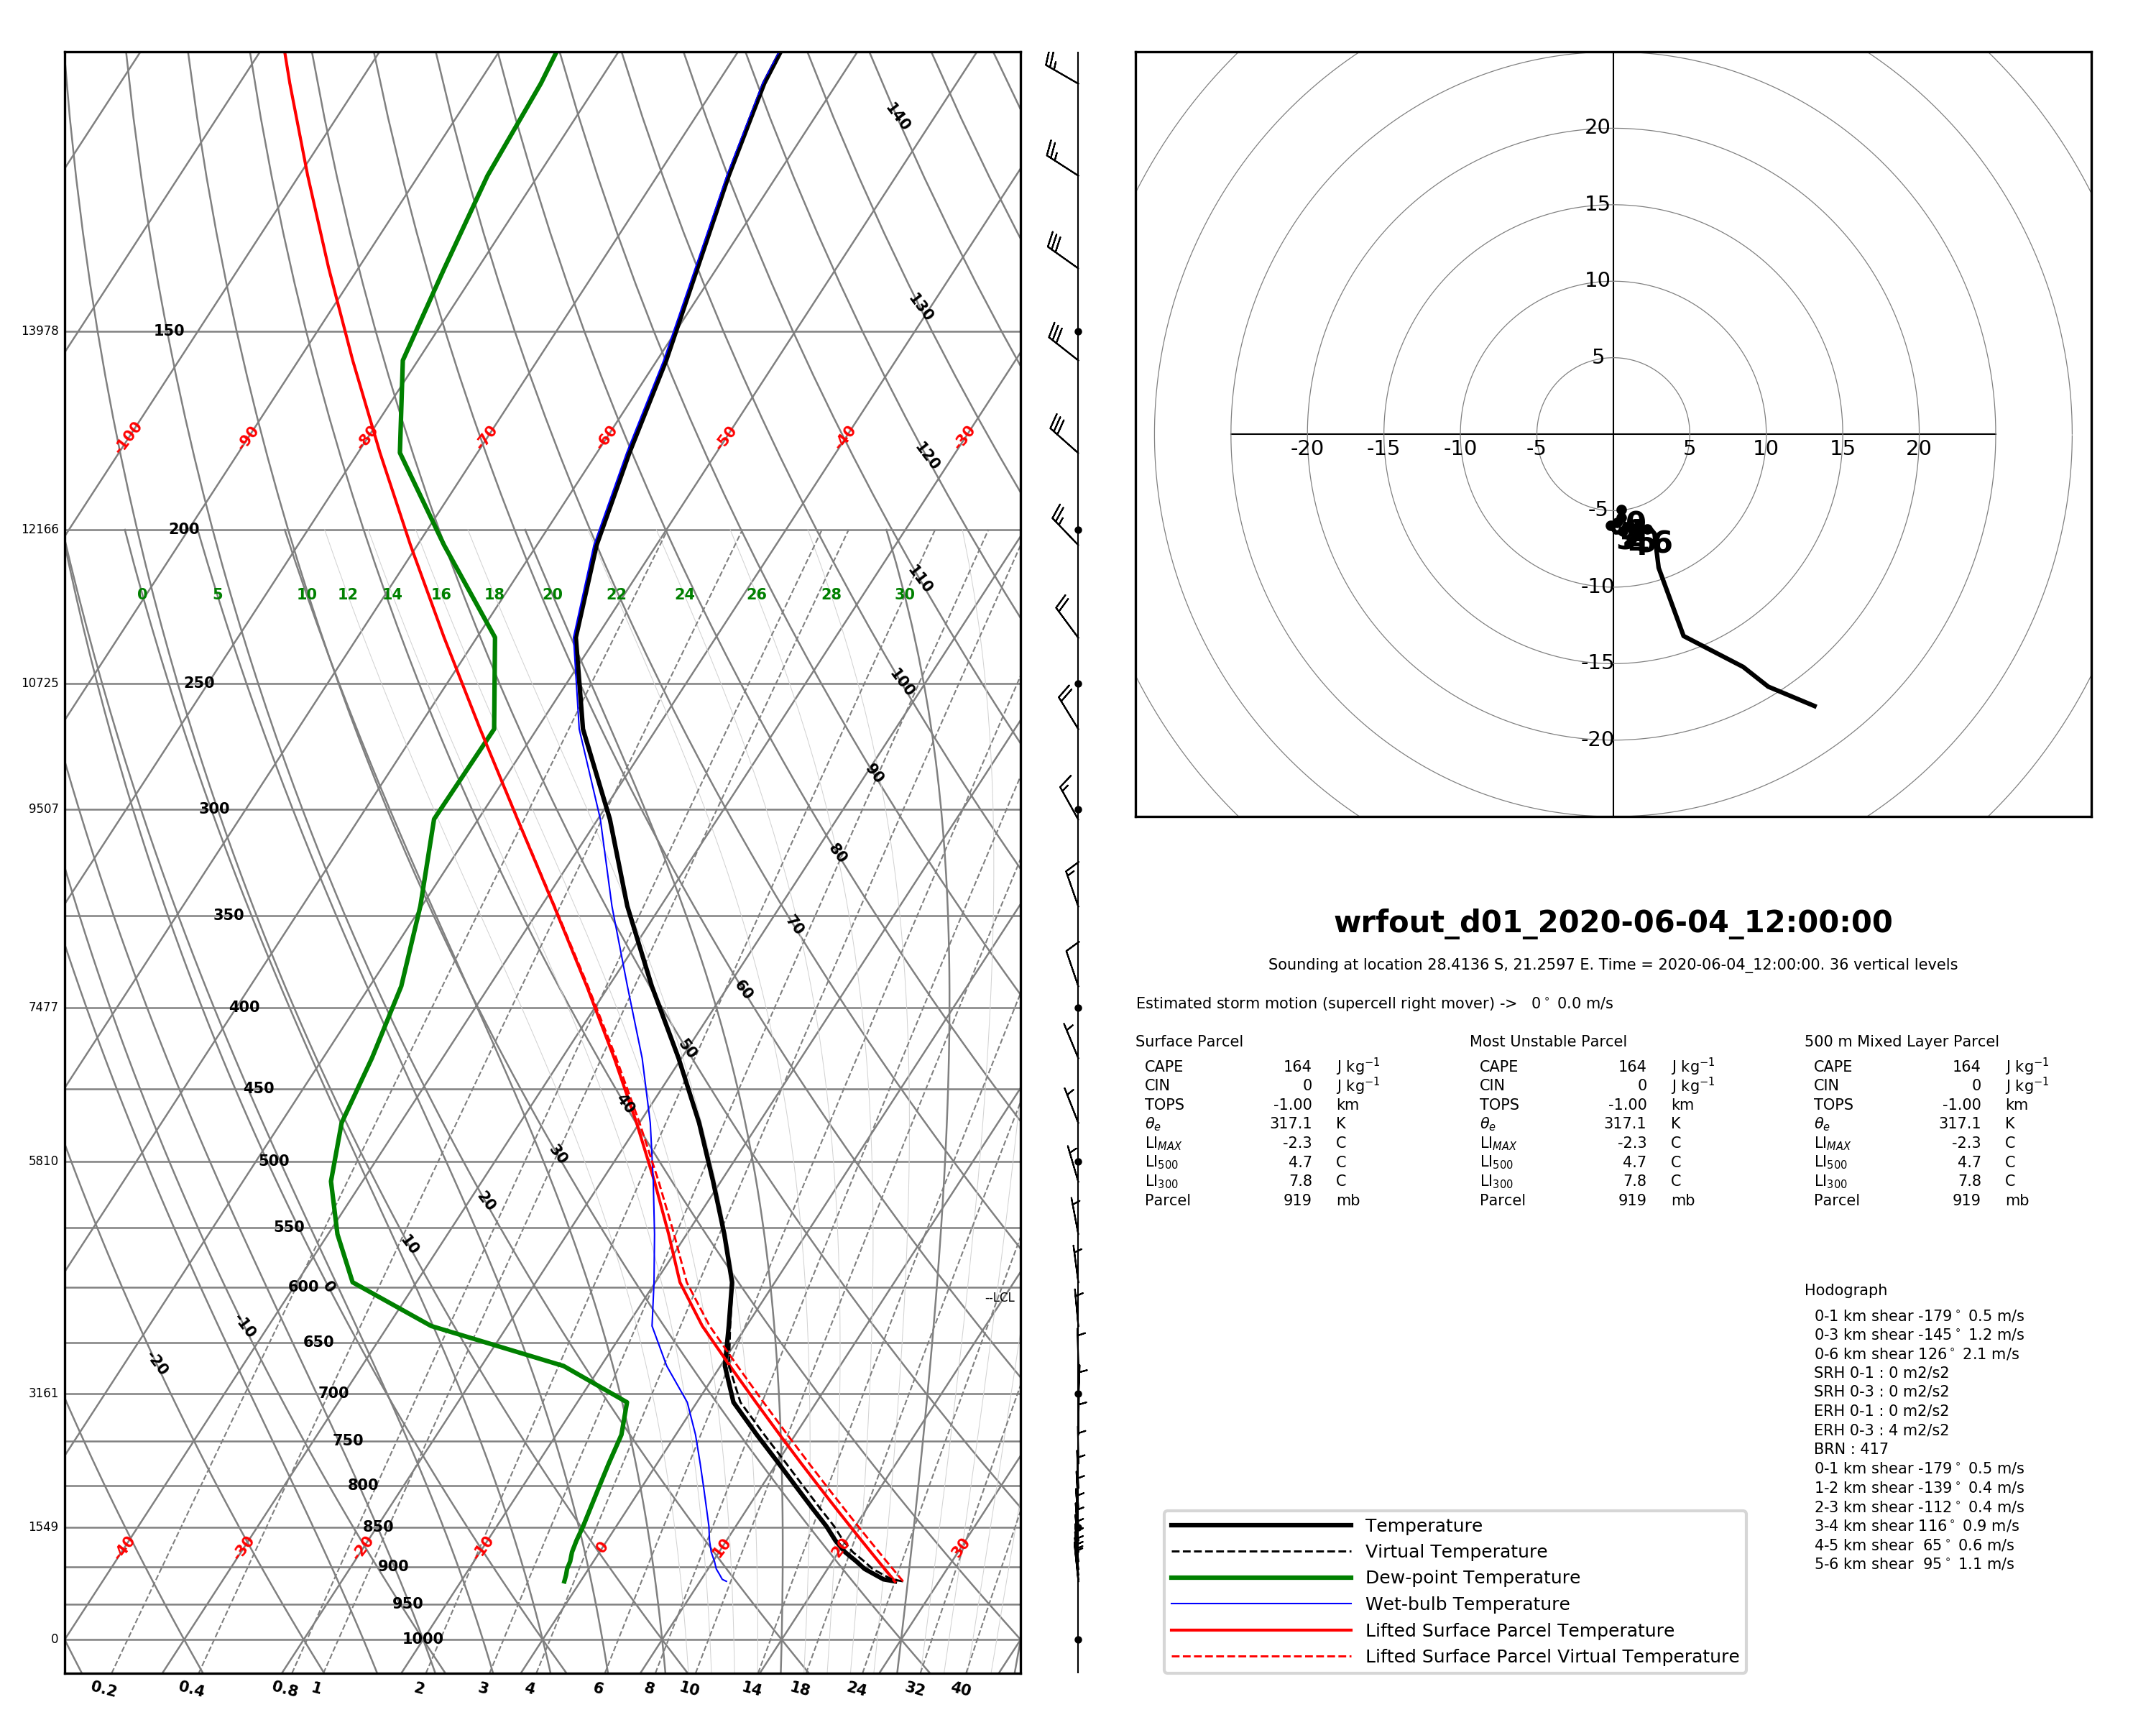 140
130
13978 150
-100 -90 -80 -70 -60 -50 -40 -30
120
12166 200
110
0 5 10 12 14 16 18 20 22 24 26 28 30
10725 250
100
90
9507 300
80
350
70
7477 400
60
50
450
40
5810 500
30
20
550
10
600 0
--LCL
-10
650
-20
3161 700
750
800
1549 850
-40 -30 -20 -10 0 10 20 30
900
950
0 1000
0.2 0.4 0.8 1 2 3 4 6 8 10 14 18 24 32 40
20
15
10
5
-20 -15 -10 -5 5 10 15 20
-5
-10
-15
-20
wrfout_d01_2020-06-04_12:00:00
Sounding at location 28.4136 S, 21.2597 E. Time = 2020-06-04_12:00:00. 36 vertical levels
Estimated storm motion (supercell right mover) -> 0° 0.0 m/s
Surface Parcel
CAPE 164 J kg⁻¹
CIN 0 J kg⁻¹
TOPS -1.00 km
θₑ 317.1 K
LI_MAX -2.3 C
LI₅₀₀ 4.7 C
LI₃₀₀ 7.8 C
Parcel 919 mb
Most Unstable Parcel
CAPE 164 J kg⁻¹
CIN 0 J kg⁻¹
TOPS -1.00 km
θₑ 317.1 K
LI_MAX -2.3 C
LI₅₀₀ 4.7 C
LI₃₀₀ 7.8 C
Parcel 919 mb
500 m Mixed Layer Parcel
CAPE 164 J kg⁻¹
CIN 0 J kg⁻¹
TOPS -1.00 km
θₑ 317.1 K
LI_MAX -2.3 C
LI₅₀₀ 4.7 C
LI₃₀₀ 7.8 C
Parcel 919 mb
Hodograph
0-1 km shear -179° 0.5 m/s
0-3 km shear -145° 1.2 m/s
0-6 km shear 126° 2.1 m/s
SRH 0-1 : 0 m2/s2
SRH 0-3 : 0 m2/s2
ERH 0-1 : 0 m2/s2
ERH 0-3 : 4 m2/s2
BRN : 417
0-1 km shear -179° 0.5 m/s
1-2 km shear -139° 0.4 m/s
2-3 km shear -112° 0.4 m/s
3-4 km shear 116° 0.9 m/s
4-5 km shear 65° 0.6 m/s
5-6 km shear 95° 1.1 m/s
Temperature
Virtual Temperature
Dew-point Temperature
Wet-bulb Temperature
Lifted Surface Parcel Temperature
Lifted Surface Parcel Virtual Temperature